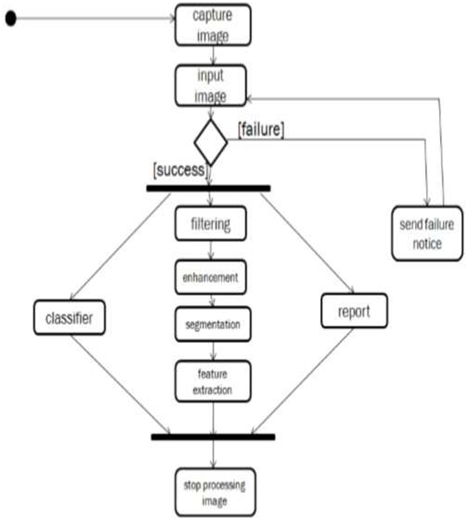 capture
image
input
image
[failure]
[success]
filtering
send failure
notice
enhancement
classifier
segmentation
report
feature
extraction
stop processing
image